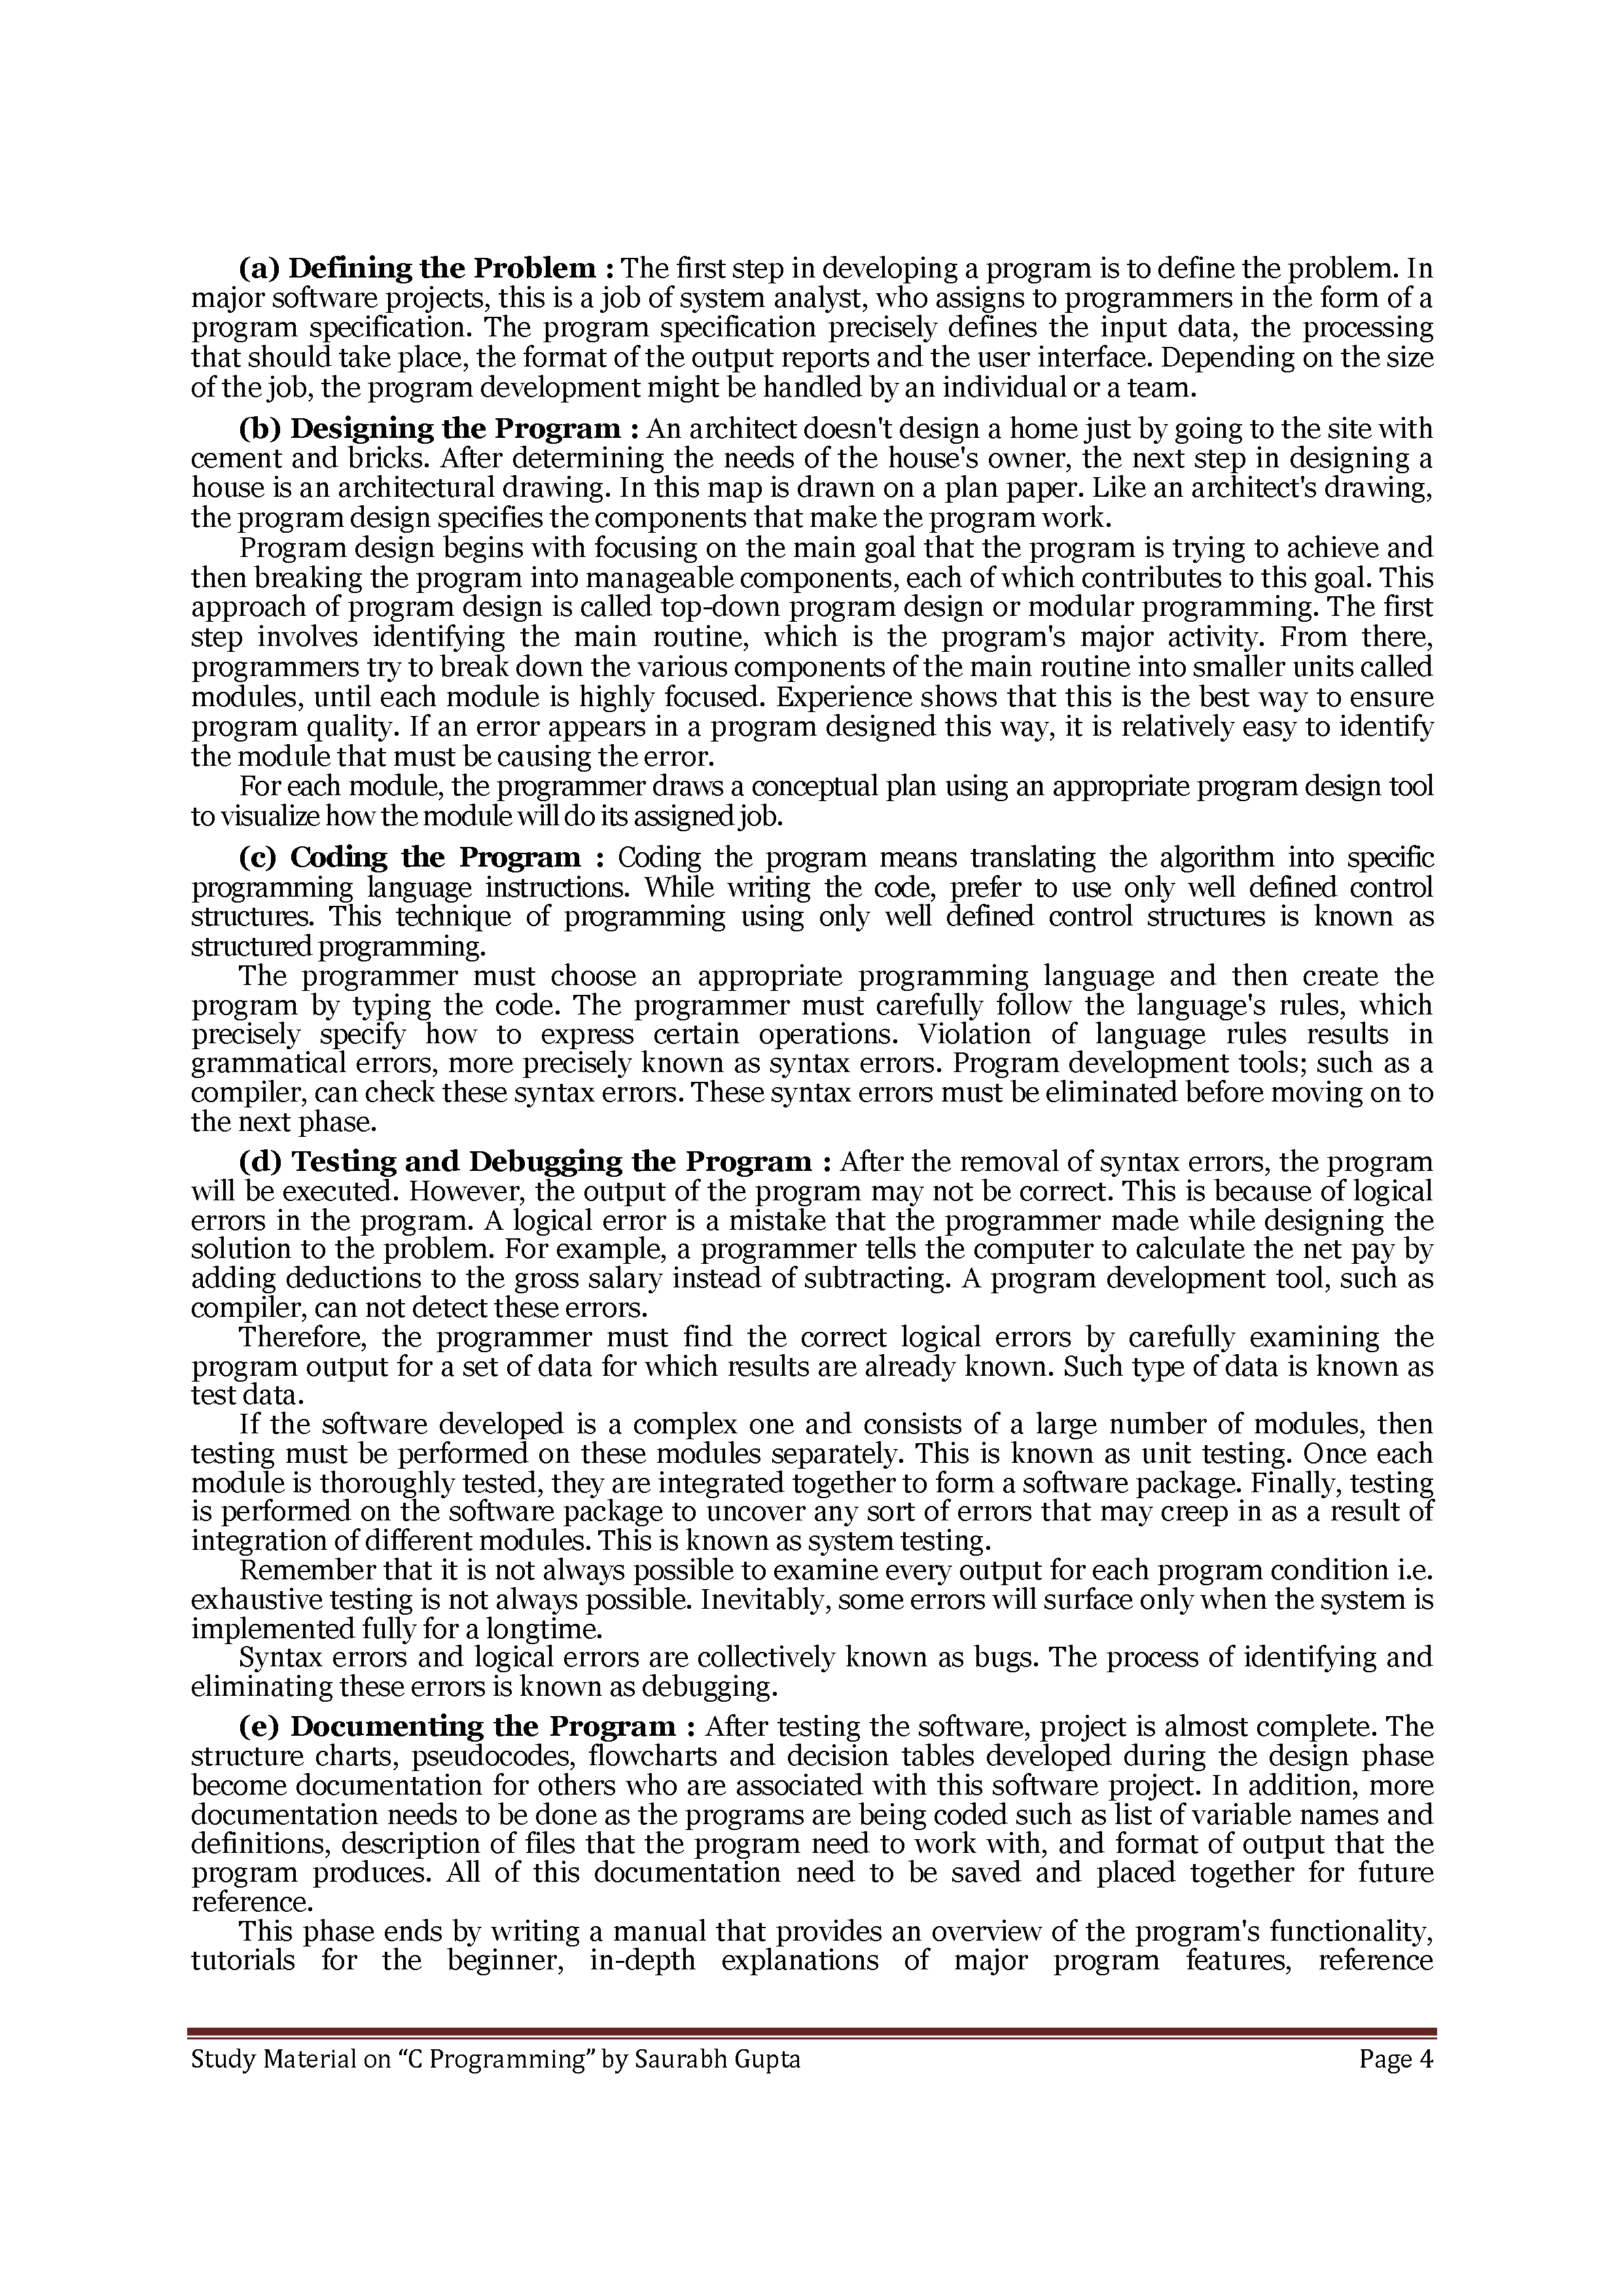 (a) Defining the Problem : The first step in developing a program is to define the problem. In
major software projects, this is a job of system analyst, who assigns to programmers in the form of a
program specification. The program specification precisely defines the input data, the processing
that should take place, the format of the output reports and the user interface. Depending on the size
of the job, the program development might be handled by an individual or a team.
(b) Designing the Program : An architect doesn't design a home just by going to the site with
cement and bricks. After determining the needs of the house's owner, the next step in designing a
house is an architectural drawing. In this map is drawn on a plan paper. Like an architect's drawing,
the program design specifies the components that make the program work.
Program design begins with focusing on the main goal that the program is trying to achieve and
then breaking the program into manageable components, each of which contributes to this goal. This
approach of program design is called top-down program design or modular programming. The first
step involves identifying the main routine, which is the program's major activity. From there,
programmers try to break down the various components of the main routine into smaller units called
modules, until each module is highly focused. Experience shows that this is the best way to ensure
program quality. If an error appears in a program designed this way, it is relatively easy to identify
the module that must be causing the error.
For each module, the programmer draws a conceptual plan using an appropriate program design tool
to visualize how the module will do its assigned job.
(c) Coding the Program : Coding the program means translating the algorithm into specific
programming language instructions. While writing the code, prefer to use only well defined control
structures. This technique of programming using only well defined control structures is known as
structured programming.
The programmer must choose an appropriate programming language and then create the
program by typing the code. The programmer must carefully follow the language's rules, which
precisely specify how to express certain operations. Violation of language rules results in
grammatical errors, more precisely known as syntax errors. Program development tools; such as a
compiler, can check these syntax errors. These syntax errors must be eliminated before moving on to
the next phase.
(d) Testing and Debugging the Program : After the removal of syntax errors, the program
will be executed. However, the output of the program may not be correct. This is because of logical
errors in the program. A logical error is a mistake that the programmer made while designing the
solution to the problem. For example, a programmer tells the computer to calculate the net pay by
adding deductions to the gross salary instead of subtracting. A program development tool, such as
compiler, can not detect these errors.
Therefore, the programmer must find the correct logical errors by carefully examining the
program output for a set of data for which results are already known. Such type of data is known as
test data.
If the software developed is a complex one and consists of a large number of modules, then
testing must be performed on these modules separately. This is known as unit testing. Once each
module is thoroughly tested, they are integrated together to form a software package. Finally, testing
is performed on the software package to uncover any sort of errors that may creep in as a result of
integration of different modules. This is known as system testing.
Remember that it is not always possible to examine every output for each program condition i.e.
exhaustive testing is not always possible. Inevitably, some errors will surface only when the system is
implemented fully for a longtime.
Syntax errors and logical errors are collectively known as bugs. The process of identifying and
eliminating these errors is known as debugging.
(e) Documenting the Program : After testing the software, project is almost complete. The
structure charts, pseudocodes, flowcharts and decision tables developed during the design phase
become documentation for others who are associated with this software project. In addition, more
documentation needs to be done as the programs are being coded such as list of variable names and
definitions, description of files that the program need to work with, and format of output that the
program produces. All of this documentation need to be saved and placed together for future
reference.
This phase ends by writing a manual that provides an overview of the program's functionality,
tutorials for the beginner, in-depth explanations of major program features, reference
Study Material on “C Programming” by Saurabh Gupta Page 4